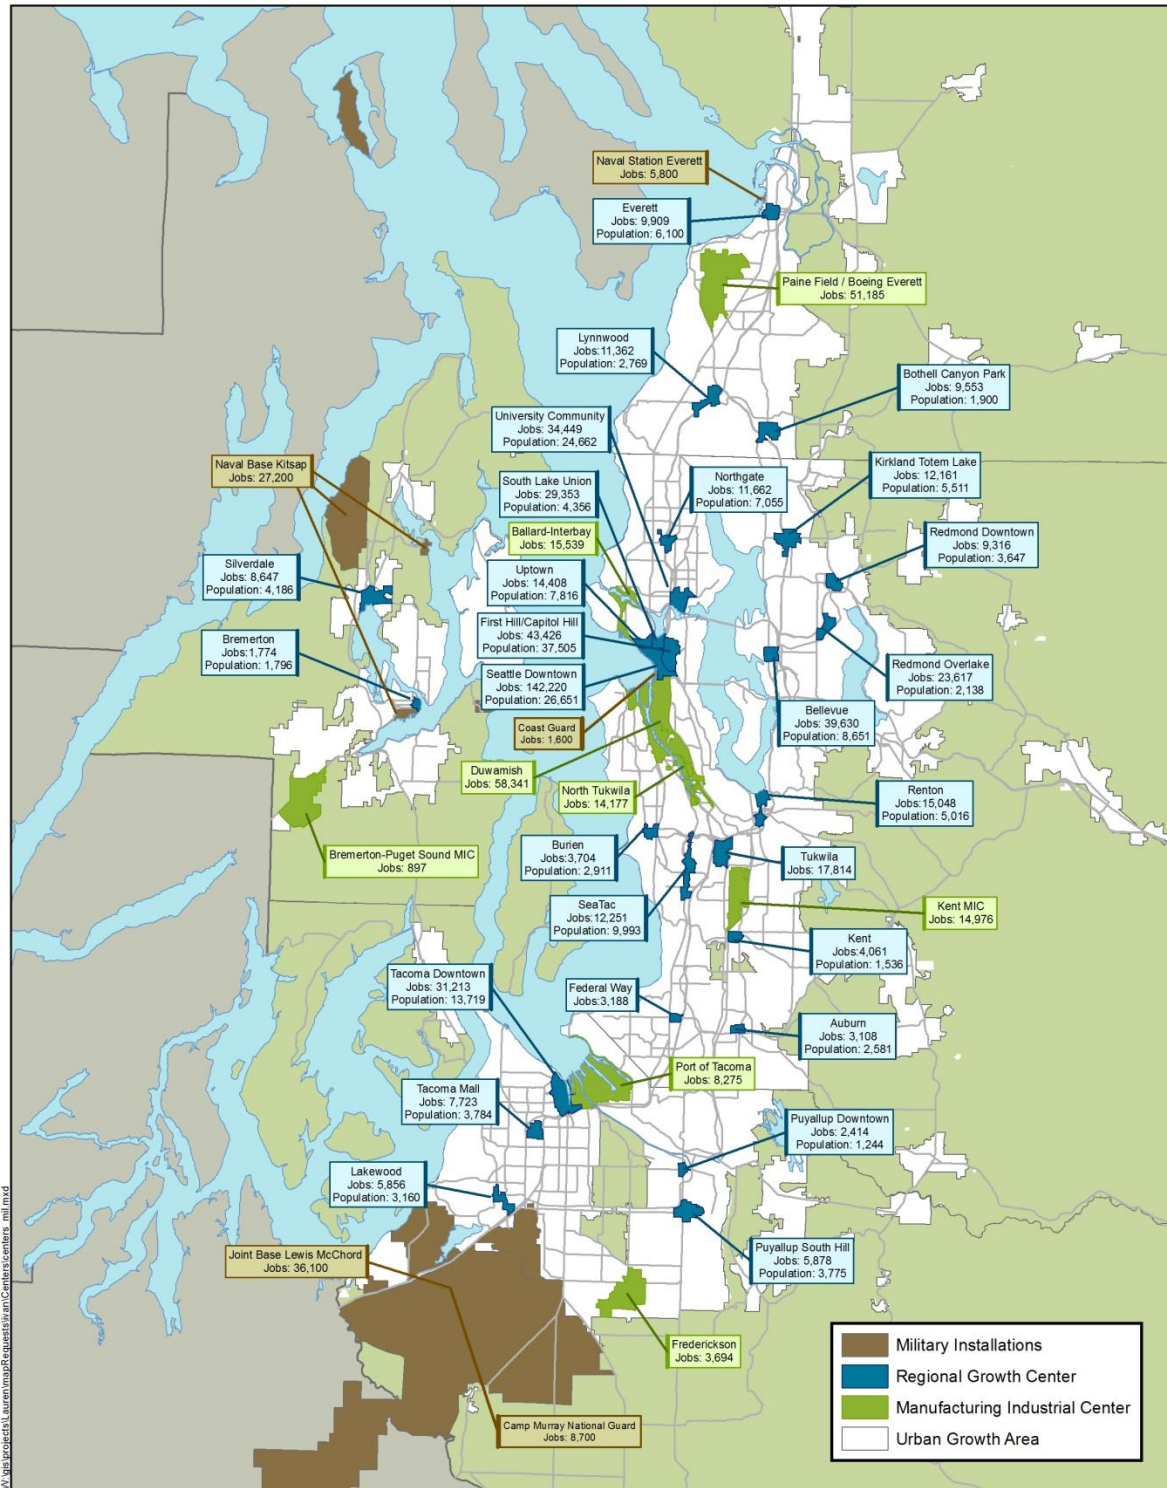 Naval Station Everett
Jobs: 5,800
Everett
Jobs: 9,909
Population: 6,100
Paine Field / Boeing Everett
Jobs: 51,185
Lynnwood
Jobs:11,362
Population: 2,769
Bothell Canyon Park
Jobs: 9,553
Population: 1,900
University Community
Jobs: 34,449
Population: 24,662
Naval Base Kitsap
Jobs: 27,200
South Lake Union
Jobs: 29,353
Population: 4,356
Northgate
Jobs: 11,662
Population: 7,055
Kirkland Totem Lake
Jobs: 12,161
Population: 5,511
Ballard-Interbay
Jobs: 15,539
Redmond Downtown
Jobs: 9,316
Population: 3,647
Silverdale
Jobs: 8,647
Population: 4,186
Uptown
Jobs: 14,408
Population: 7,816
First Hill/Capitol Hill
Jobs: 43,426
Population: 37,505
Bremerton
Jobs:1,774
Population: 1,796
Seattle Downtown
Jobs: 142,220
Population: 26,651
Redmond Overlake
Jobs: 23,617
Population: 2,138
Bellevue
Jobs: 39,630
Population: 8,651
Coast Guard
Jobs: 1,600
Duwamish
Jobs: 58,341
North Tukwila
Jobs: 14,177
Renton
Jobs:15,048
Population: 5,016
Bremerton-Puget Sound MIC
Jobs: 897
Burien
Jobs:3,704
Population: 2,911
Tukwila
Jobs: 17,814
SeaTac
Jobs:12,251
Population: 9,993
Kent MIC
Jobs: 14,976
Kent
Jobs:4,061
Population: 1,536
Tacoma Downtown
Jobs: 31,213
Population: 13,719
Federal Way
Jobs:3,188
Auburn
Jobs: 3,108
Population: 2,581
Port of Tacoma
Jobs: 8,275
Tacoma Mall
Jobs: 7,723
Population: 3,784
Puyallup Downtown
Jobs: 2,414
Population: 1,244
Lakewood
Jobs: 5,856
Population: 3,160
Joint Base Lewis McChord
Jobs: 36,100
Puyallup South Hill
Jobs: 5,878
Population: 3,775
Frederickson
Jobs: 3,694
Camp Murray National Guard
Jobs: 8,700
Military Installations
Regional Growth Center
Manufacturing Industrial Center
Urban Growth Area
V:\gis\projects\Lauren\mapRequests\Ivan\Centers\centers_mil.mxd